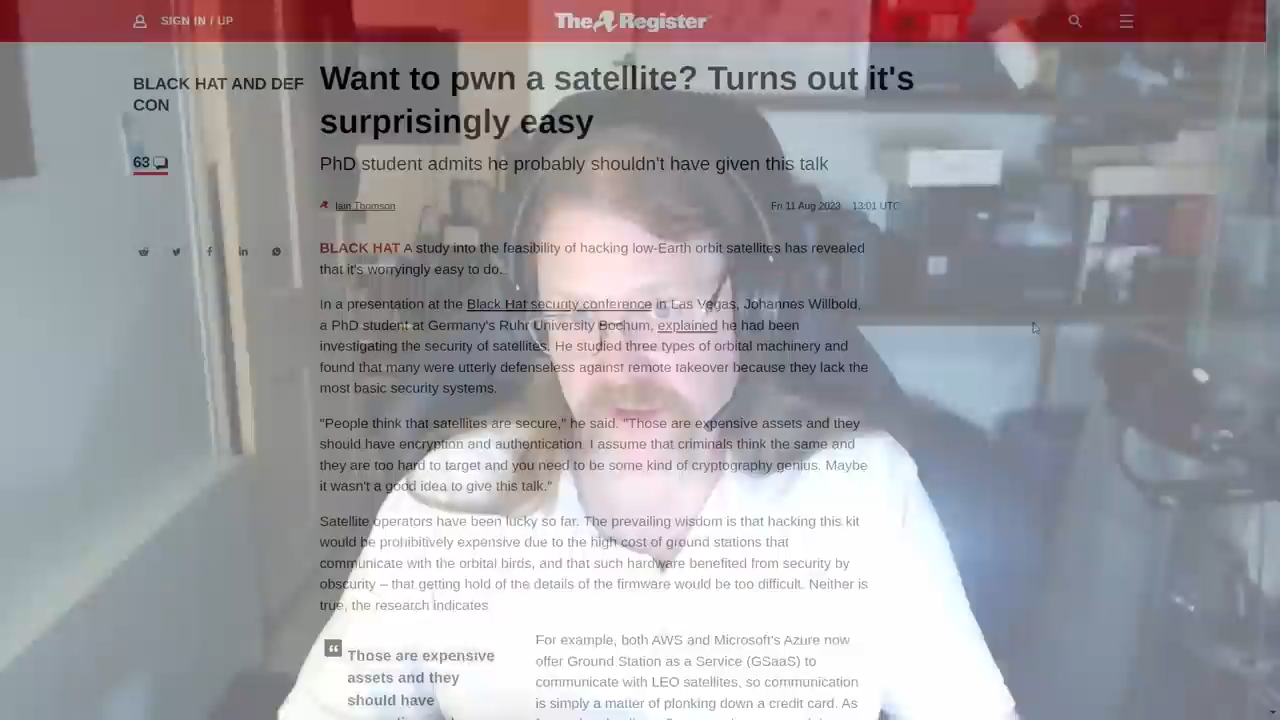 SIGN IN / UP
The Register
BLACK HAT AND DEF
CON
63
Want to pwn a satellite? Turns out it's
surprisingly easy
PhD student admits he probably shouldn't have given this talk
Iain Thomson
Fri 11 Aug 2023 13:01 UTC
BLACK HAT A study into the feasibility of hacking low-Earth orbit satellites has revealed
that it's worryingly easy to do.
In a presentation at the Black Hat security conference in Las Vegas, Johannes Willbold,
a PhD student at Germany's Ruhr University Bochum, explained he had been
investigating the security of satellites. He studied three types of orbital machinery and
found that many were utterly defenseless against remote takeover because they lack the
most basic security systems.
"People think that satellites are secure," he said. "Those are expensive assets and they
should have encryption and authentication. I assume that criminals think the same and
they are too hard to target and you need to be some kind of cryptography genius. Maybe
it wasn't a good idea to give this talk."
Satellite operators have been lucky so far. The prevailing wisdom is that hacking this kit
would be prohibitively expensive due to the high cost of ground stations that
communicate with the orbital birds, and that such hardware benefited from security by
obscurity – that getting hold of the details of the firmware would be too difficult. Neither is
true, the research indicates
Those are expensive
assets and they
should have
For example, both AWS and Microsoft's Azure now
offer Ground Station as a Service (GSaaS) to
communicate with LEO satellites, so communication
is simply a matter of plonking down a credit card. As